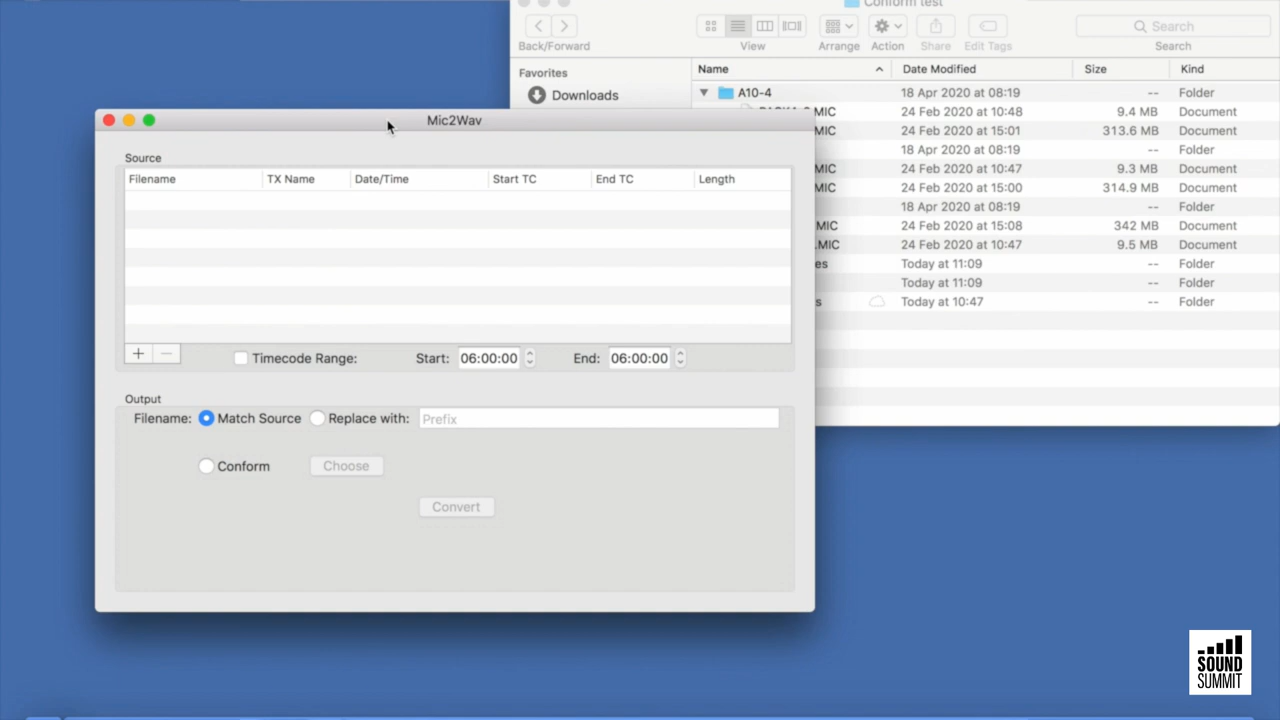 Conform test
Back/Forward View Arrange Action Share Edit Tags Search
Search
Favorites
Downloads
Name Date Modified Size Kind
A10-4 18 Apr 2020 at 08:19 -- Folder
.MIC 24 Feb 2020 at 10:48 9.4 MB Document
MIC 24 Feb 2020 at 15:01 313.6 MB Document
18 Apr 2020 at 08:19 -- Folder
MIC 24 Feb 2020 at 10:47 9.3 MB Document
MIC 24 Feb 2020 at 15:00 314.9 MB Document
18 Apr 2020 at 08:19 -- Folder
MIC 24 Feb 2020 at 15:08 342 MB Document
.MIC 24 Feb 2020 at 10:47 9.5 MB Document
es Today at 11:09 -- Folder
Today at 11:09 -- Folder
s Today at 10:47 -- Folder
Mic2Wav
Source
Filename TX Name Date/Time Start TC End TC Length
+ −
Timecode Range: Start: 06:00:00 End: 06:00:00
Output
Filename: Match Source Replace with: Prefix
Conform Choose
Convert
SOUND
SUMMIT